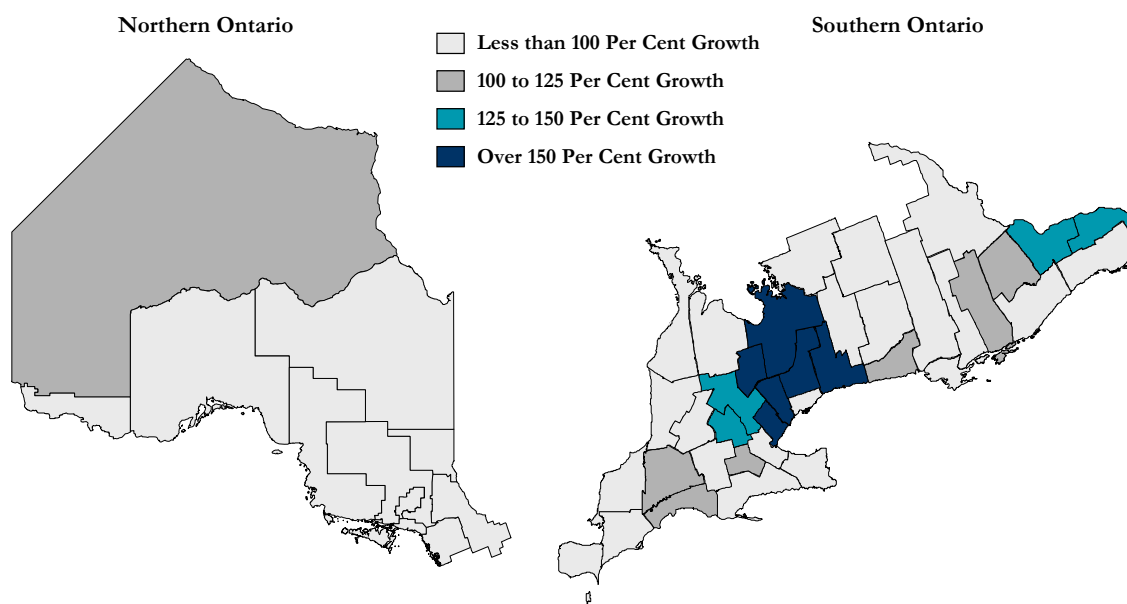 Northern Ontario
Southern Ontario
Less than 100 Per Cent Growth
100 to 125 Per Cent Growth
125 to 150 Per Cent Growth
Over 150 Per Cent Growth